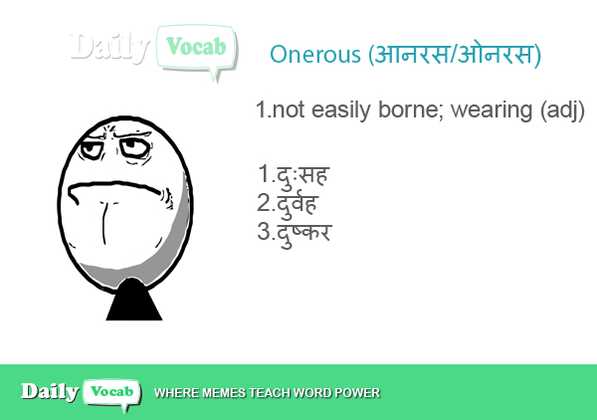 Daily Vocab
Onerous (आनरस/ओनरस)
1.not easily borne; wearing (adj)
1.दुःसह
2.दुर्वह
3.दुष्कर
Daily Vocab WHERE MEMES TEACH WORD POWER